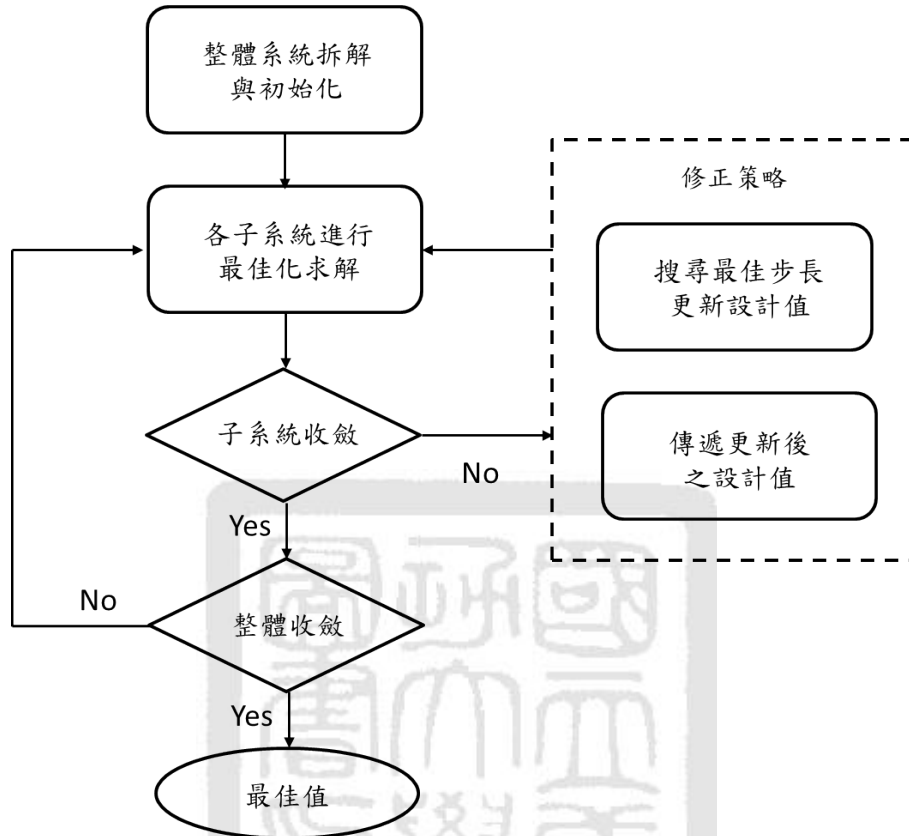 整體系統拆解
與初始化
修正策略
各子系統進行
最佳化求解
搜尋最佳步長
更新設計值
子系統收斂
No
傳遞更新後
之設計值
Yes
No
整體收斂
Yes
最佳值